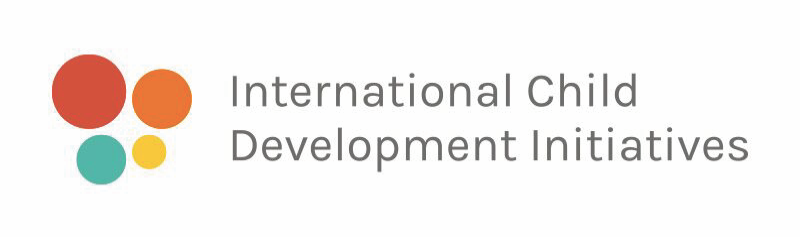 International Child
Development Initiatives